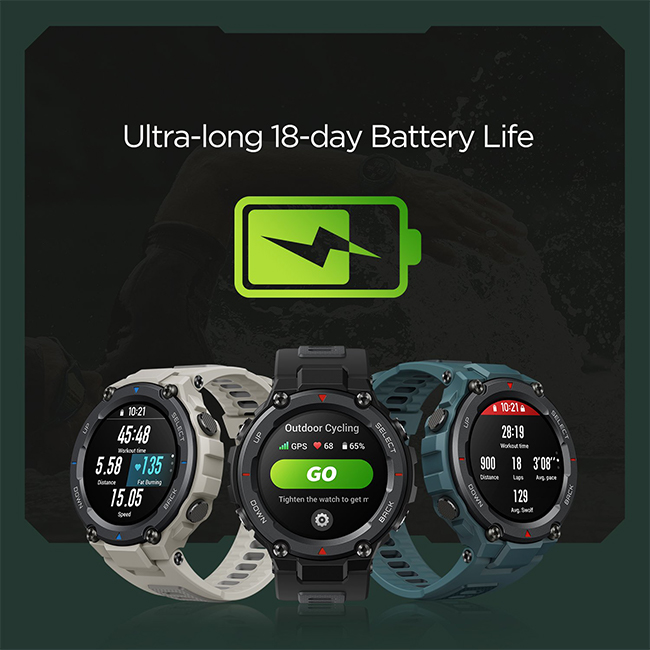 Ultra-long 18-day Battery Life
UP
SELECT
DOWN
BACK
10:21
45:48
Workout time
5.58
Distance
135
Fat Burning
15.05
Speed
UP
SELECT
DOWN
BACK
Outdoor Cycling
GPS 68 65%
GO
Tighten the watch to get m
UP
SELECT
DOWN
BACK
10:21
28:19
Workout time
900 18 3'08"
Distance Laps Avg. pace
129
Avg. Swolf